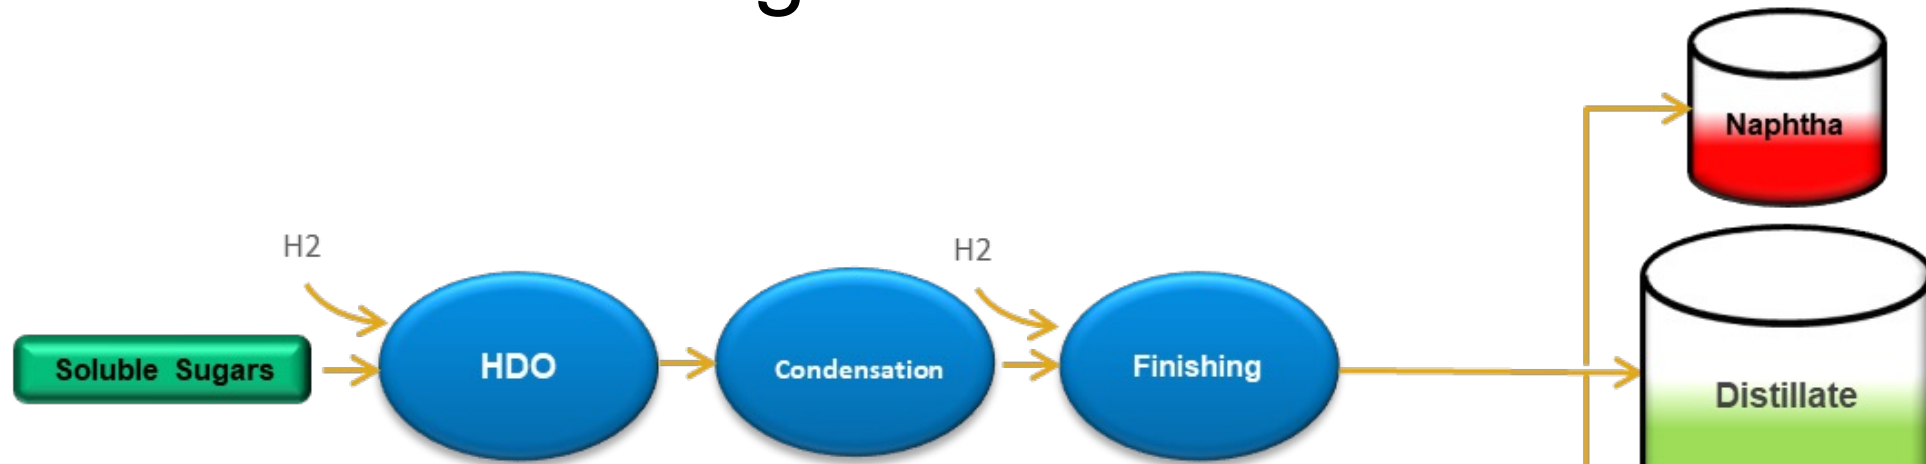 g
Naphtha
H2
H2
Soluble Sugars
HDO
Condensation
Finishing
Distillate